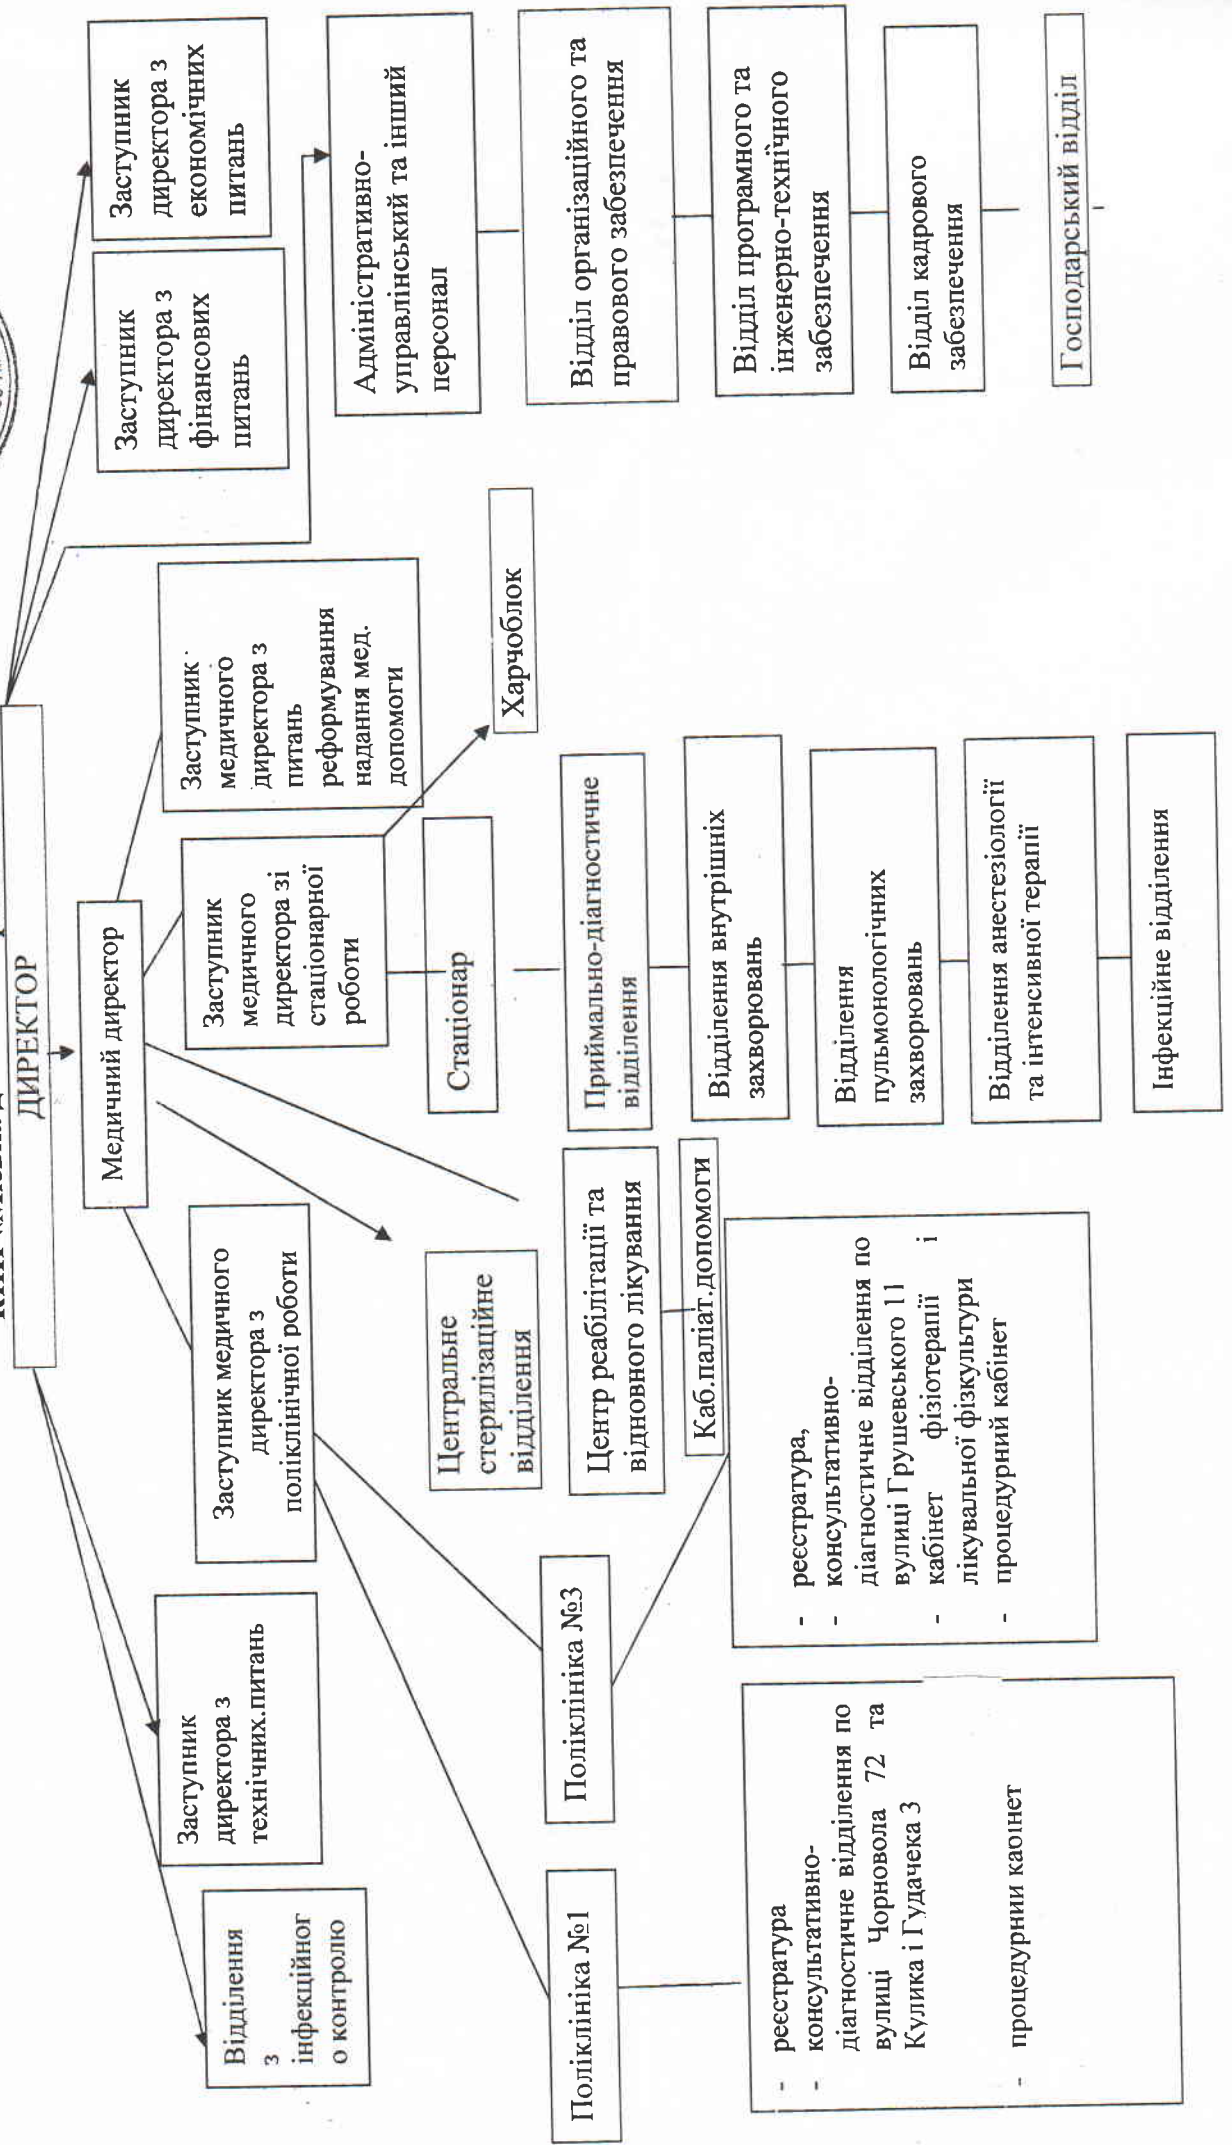 ДИРЕКТОР
Медичний директор
Відділення
з
інфекційног
о контролю
Заступник
директора з
технічних.питань
Заступник медичного
директора з
поліклінічної роботи
Заступник
медичного
директора зі
стаціонарної
роботи
Заступник
медичного
директора з
питань
реформування
надання мед.
допомоги
Заступник
директора з
фінансових
питань
Заступник
директора з
економічних
питань
Поліклініка №1
Поліклініка №3
Центральне
стерилізаційне
відділення
Стаціонар
Харчоблок
Адміністративно-
управлінський та інший
персонал
Центр реабілітації та
відновного лікування
Каб.паліат.допомоги
Приймально-діагностичне
відділення
Відділення внутрішніх
захворювань
Відділення
пульмонологічних
захворювань
Відділення анестезіології
та інтенсивної терапії
Інфекційне відділення
Відділ організаційного та
правового забезпечення
Відділ програмного та
інженерно-технічного
забезпечення
Відділ кадрового
забезпечення
Господарський відділ
- реєстратура
- консультативно-
діагностичне відділення по
вулиці Чорновола 72 та
Кулика і Гудачека 3
- процедурний кабінет
- реєстратура,
- консультативно-
діагностичне відділення по
вулиці Грушевського 11
- кабінет фізіотерапії і
лікувальної фізкультури
- процедурний кабінет